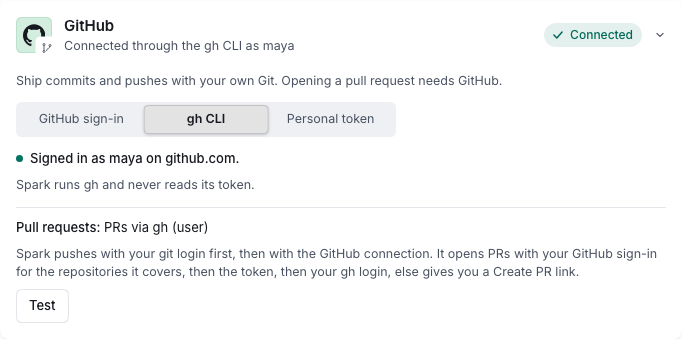 GitHub
Connected through the gh CLI as maya
Connected
Ship commits and pushes with your own Git. Opening a pull request needs GitHub.
GitHub sign-in
gh CLI
Personal token
Signed in as maya on github.com.
Spark runs gh and never reads its token.
Pull requests: PRs via gh (user)
Spark pushes with your git login first, then with the GitHub connection. It opens PRs with your GitHub sign-in
for the repositories it covers, then the token, then your gh login, else gives you a Create PR link.
Test